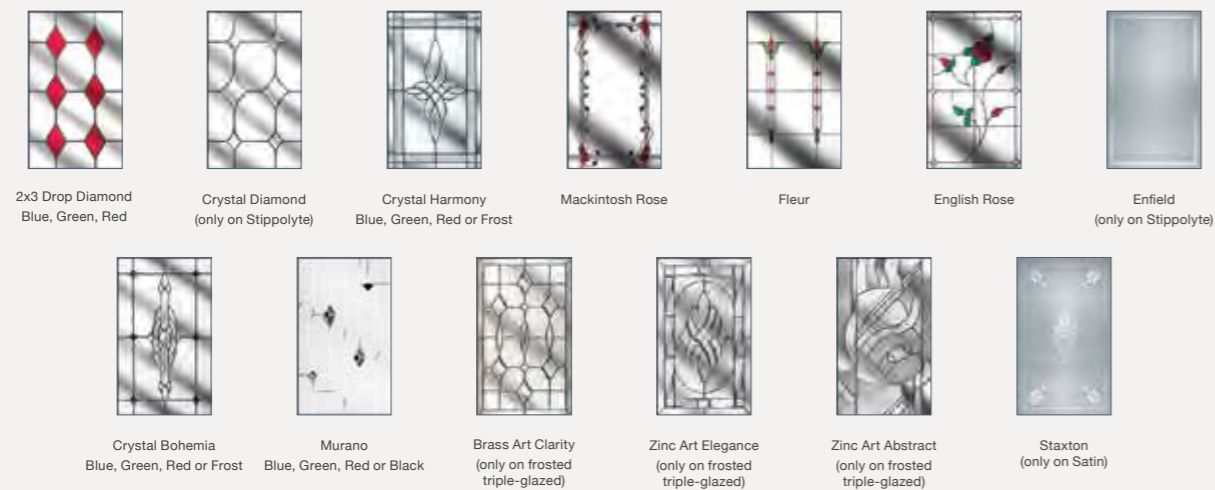 2x3 Drop Diamond
Blue, Green, Red
Crystal Diamond
(only on Stippolyte)
Crystal Harmony
Blue, Green, Red or Frost
Mackintosh Rose
Fleur
English Rose
Enfield
(only on Stippolyte)
Crystal Bohemia
Blue, Green, Red or Frost
Murano
Blue, Green, Red or Black
Brass Art Clarity
(only on frosted
triple-glazed)
Zinc Art Elegance
(only on frosted
triple-glazed)
Zinc Art Abstract
(only on frosted
triple-glazed)
Staxton
(only on Satin)